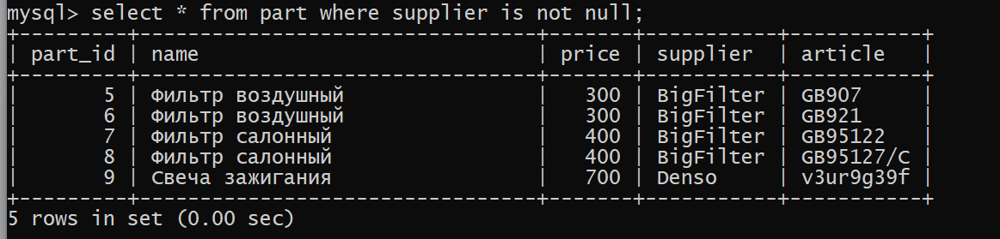 mysql> select * from part where supplier is not null;
+---------+------------------------------+-------+-----------+-----------+
| part_id | name                         | price | supplier  | article   |
+---------+------------------------------+-------+-----------+-----------+
|       5 | Фильтр воздушный             |   300 | BigFilter | GB907     |
|       6 | Фильтр воздушный             |   300 | BigFilter | GB921     |
|       7 | Фильтр салонный              |   400 | BigFilter | GB95122   |
|       8 | Фильтр салонный              |   400 | BigFilter | GB95127/C |
|       9 | Свеча зажигания              |   700 | Denso     | v3ur9g39f |
+---------+------------------------------+-------+-----------+-----------+
5 rows in set (0.00 sec)